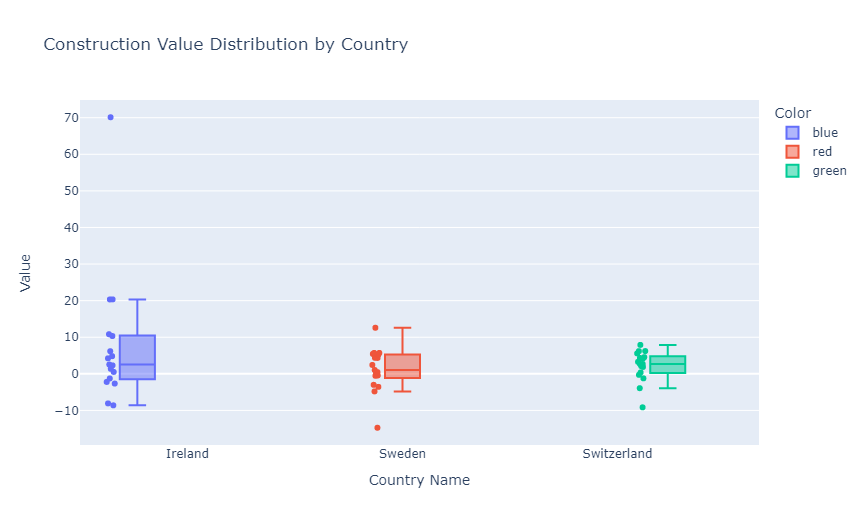 Construction Value Distribution by Country
Color
blue
red
green
Value
70
60
50
40
30
20
10
0
−10
Ireland
Sweden
Switzerland
Country Name